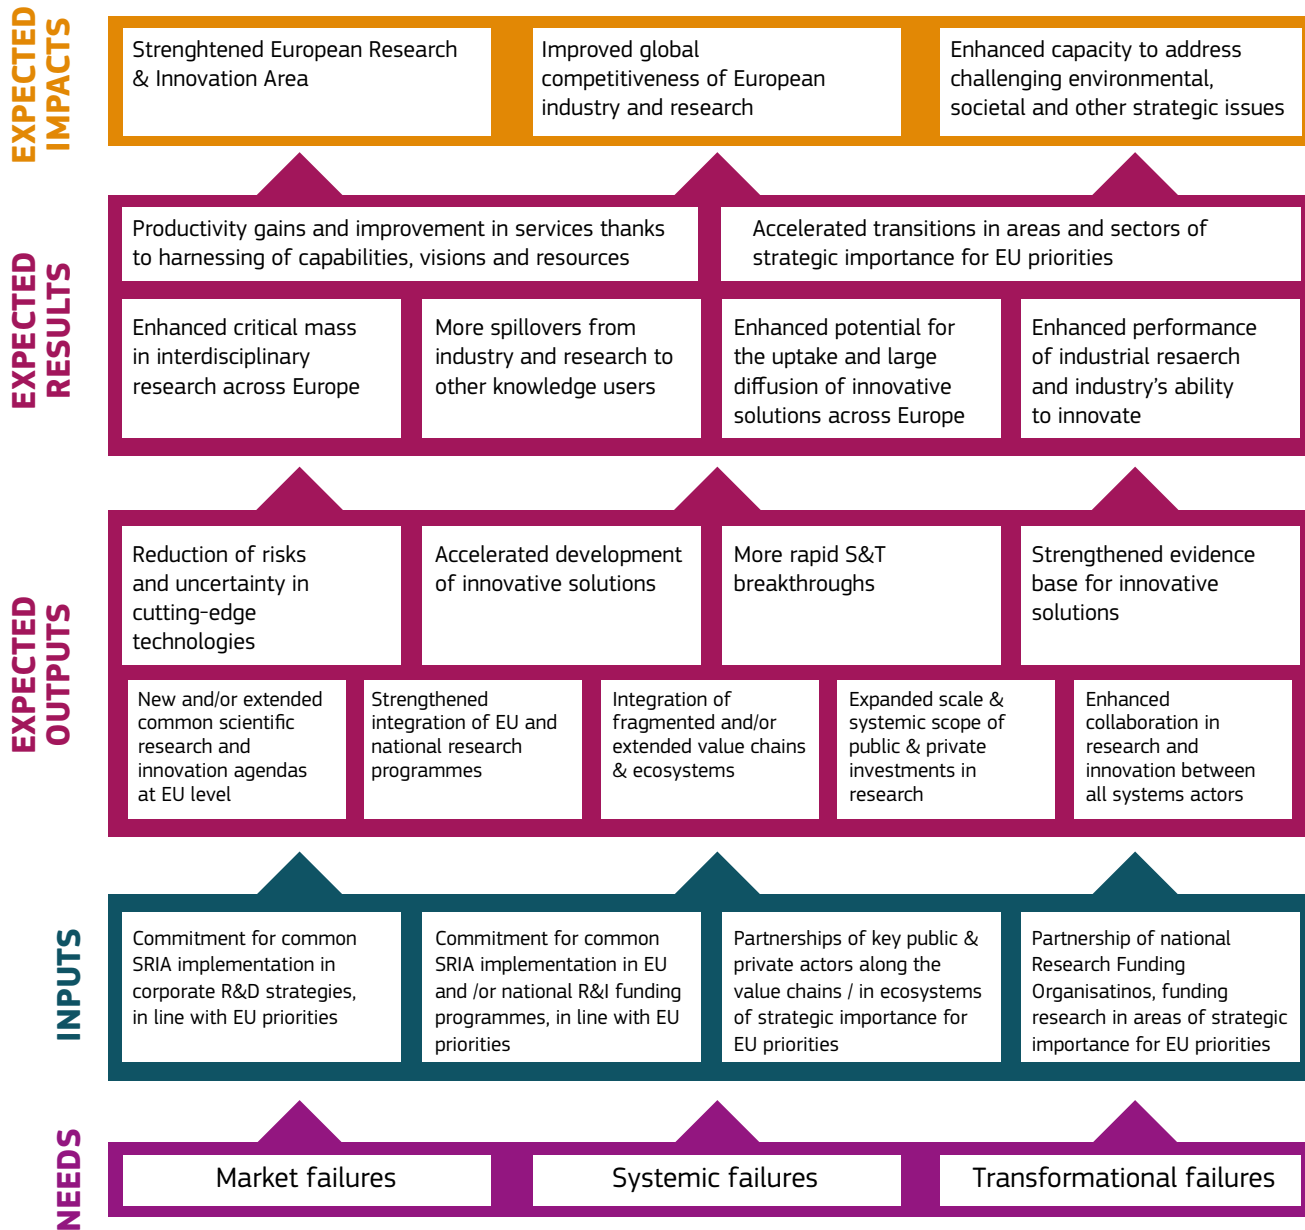 EXPECTED
IMPACTS
Strenghtened European Research
& Innovation Area
Improved global
competitiveness of European
industry and research
Enhanced capacity to address
challenging environmental,
societal and other strategic issues
EXPECTED
RESULTS
Productivity gains and improvement in services thanks
to harnessing of capabilities, visions and resources
Accelerated transitions in areas and sectors of
strategic importance for EU priorities
Enhanced critical mass
in interdisciplinary
research across Europe
More spillovers from
industry and research to
other knowledge users
Enhanced potential for
the uptake and large
diffusion of innovative
solutions across Europe
Enhanced performance
of industrial resaerch
and industry’s ability
to innovate
EXPECTED
OUTPUTS
Reduction of risks
and uncertainty in
cutting-edge
technologies
Accelerated development
of innovative solutions
More rapid S&T
breakthroughs
Strengthened evidence
base for innovative
solutions
New and/or extended
common scientific
research and
innovation agendas
at EU level
Strengthened
integration of EU and
national research
programmes
Integration of
fragmented and/or
extended value chains
& ecosystems
Expanded scale &
systemic scope of
public & private
investments in
research
Enhanced
collaboration in
research and
innovation between
all systems actors
INPUTS
Commitment for common
SRIA implementation in
corporate R&D strategies,
in line with EU priorities
Commitment for common
SRIA implementation in EU
and /or national R&I funding
programmes, in line with EU
priorities
Partnerships of key public &
private actors along the
value chains / in ecosystems
of strategic importance for
EU priorities
Partnership of national
Research Funding
Organisatinos, funding
research in areas of strategic
importance for EU priorities
NEEDS
Market failures
Systemic failures
Transformational failures